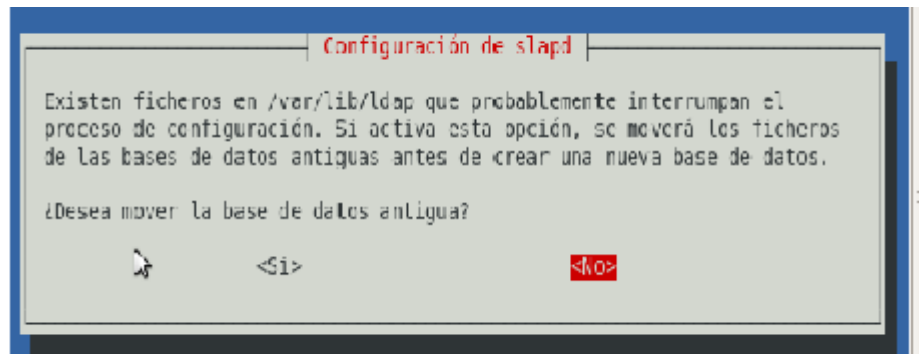 Configuración de slapd
Existen ficheros en /var/lib/ldap que probablemente interrumpan el
proceso de configuración. Si activa esta opción, se moverá los ficheros
de las bases de datos antiguas antes de crear una nueva base de datos.
¿Desea mover la base de datos antigua?
<Sí> <No>